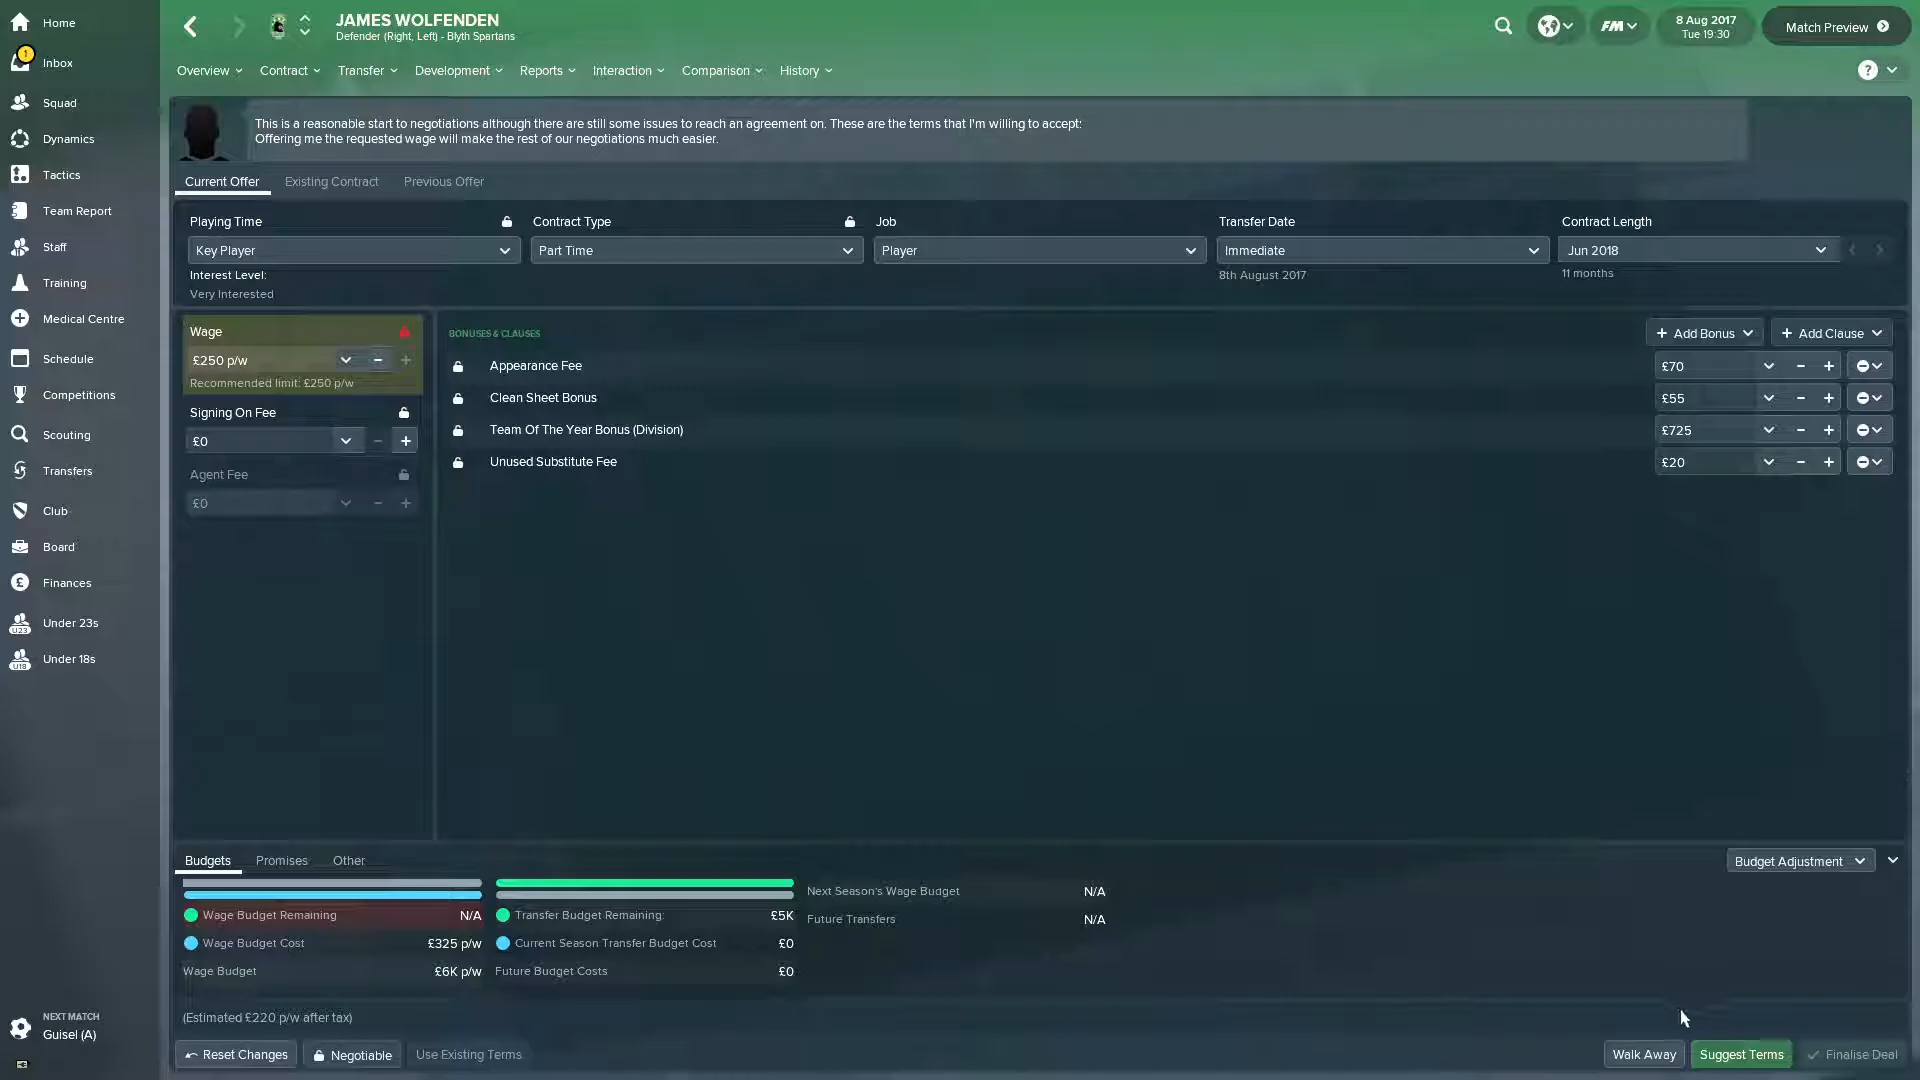 Home
Inbox
1
Squad
Dynamics
Tactics
Team Report
Staff
Training
Medical Centre
Schedule
Competitions
Scouting
Transfers
Club
Board
Finances
Under 23s
U23
Under 18s
U18
NEXT MATCH
Guisel (A)
JAMES WOLFENDEN
Defender (Right, Left) - Blyth Spartans
FM
8 Aug 2017
Tue 19:30
Match Preview
Overview Contract Transfer Development Reports Interaction Comparison History
?
This is a reasonable start to negotiations although there are still some issues to reach an agreement on. These are the terms that I'm willing to accept:
Offering me the requested wage will make the rest of our negotiations much easier.
Current Offer Existing Contract Previous Offer
Playing Time Contract Type Job Transfer Date Contract Length
Key Player Part Time Player Immediate Jun 2018
Interest Level: 8th August 2017 11 months
Very Interested
Wage
£250 p/w
Recommended limit: £250 p/w
Signing On Fee
£0
Agent Fee
£0
BONUSES & CLAUSES
Add Bonus Add Clause
Appearance Fee £70
Clean Sheet Bonus £55
Team Of The Year Bonus (Division) £725
Unused Substitute Fee £20
Budgets Promises Other
Budget Adjustment
Wage Budget Remaining N/A
Wage Budget Cost £325 p/w
Wage Budget £6K p/w
Transfer Budget Remaining: £5K
Current Season Transfer Budget Cost £0
Future Budget Costs £0
Next Season's Wage Budget N/A
Future Transfers N/A
(Estimated £220 p/w after tax)
Reset Changes Negotiable Use Existing Terms
Walk Away Suggest Terms Finalise Deal